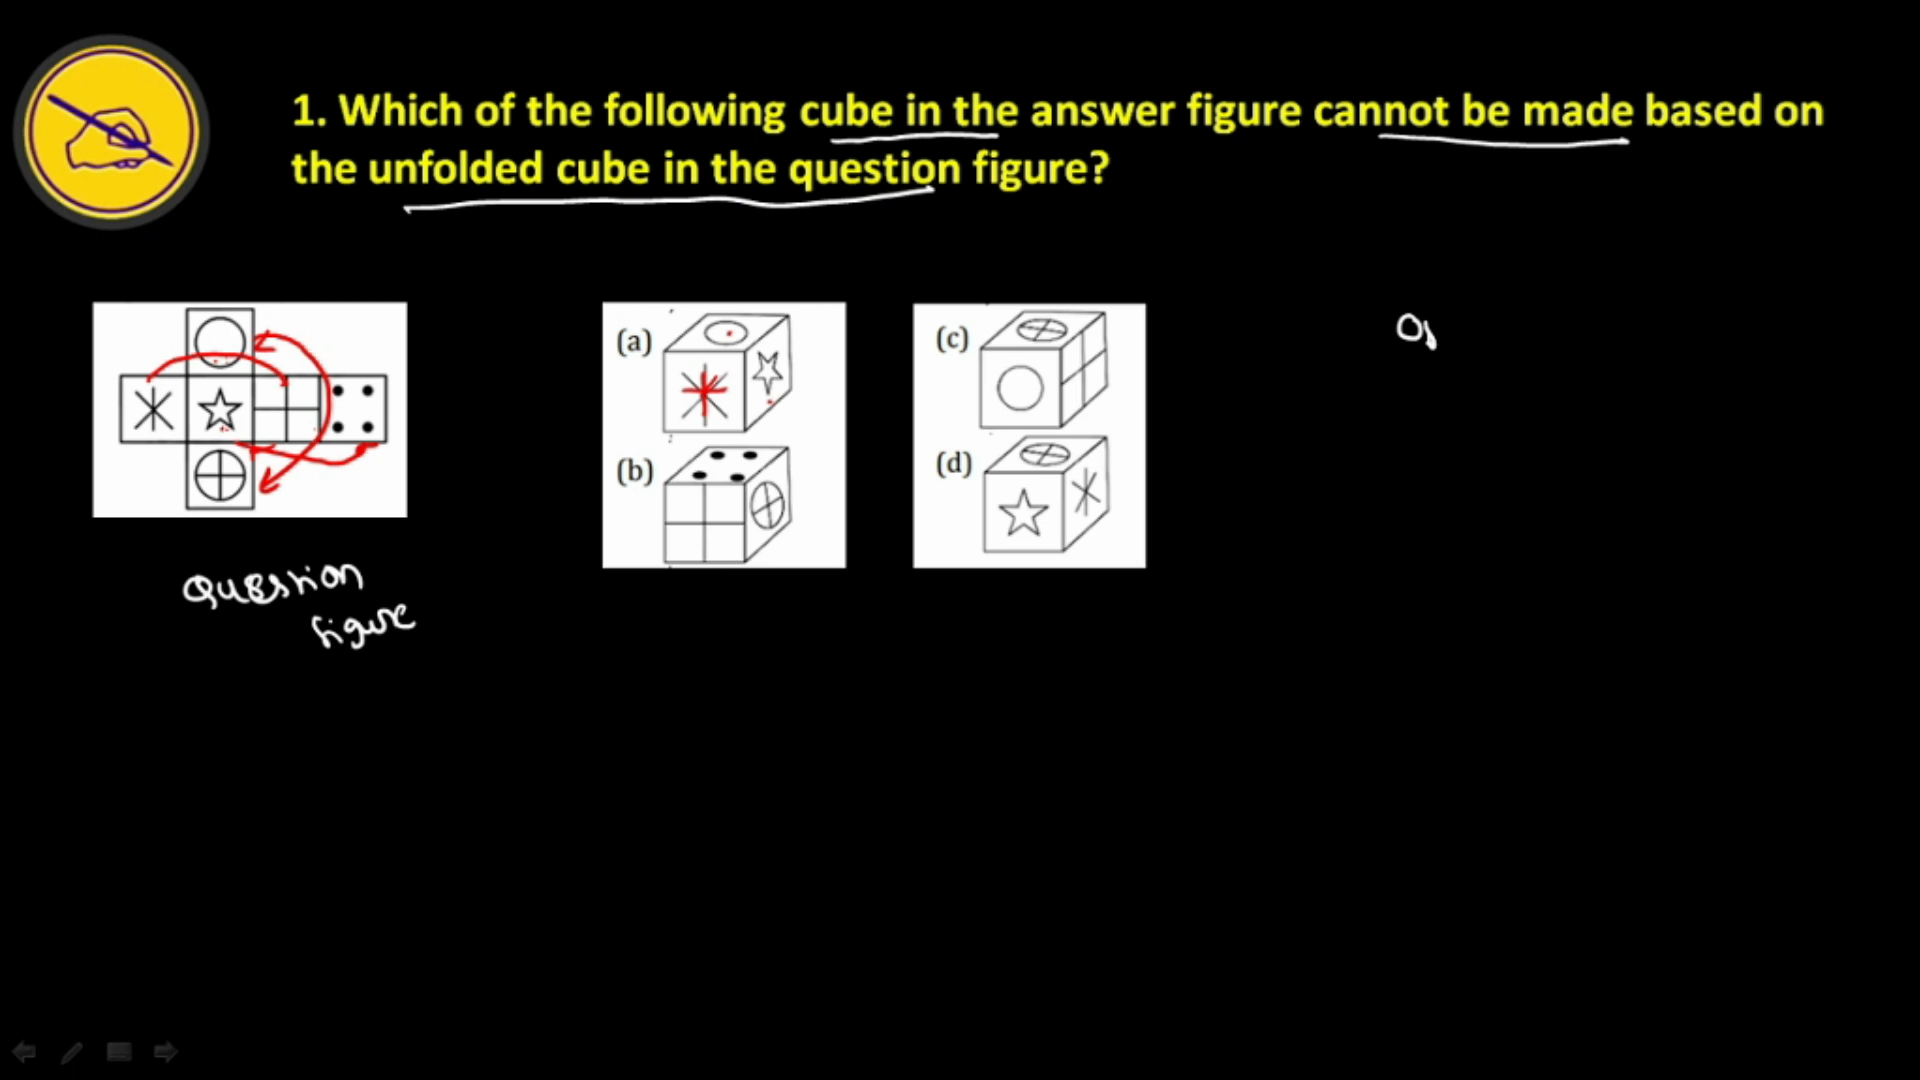 1. Which of the following cube in the answer figure cannot be made based on
the unfolded cube in the question figure?
(a)
(b)
(c)
(d)
Question
figure